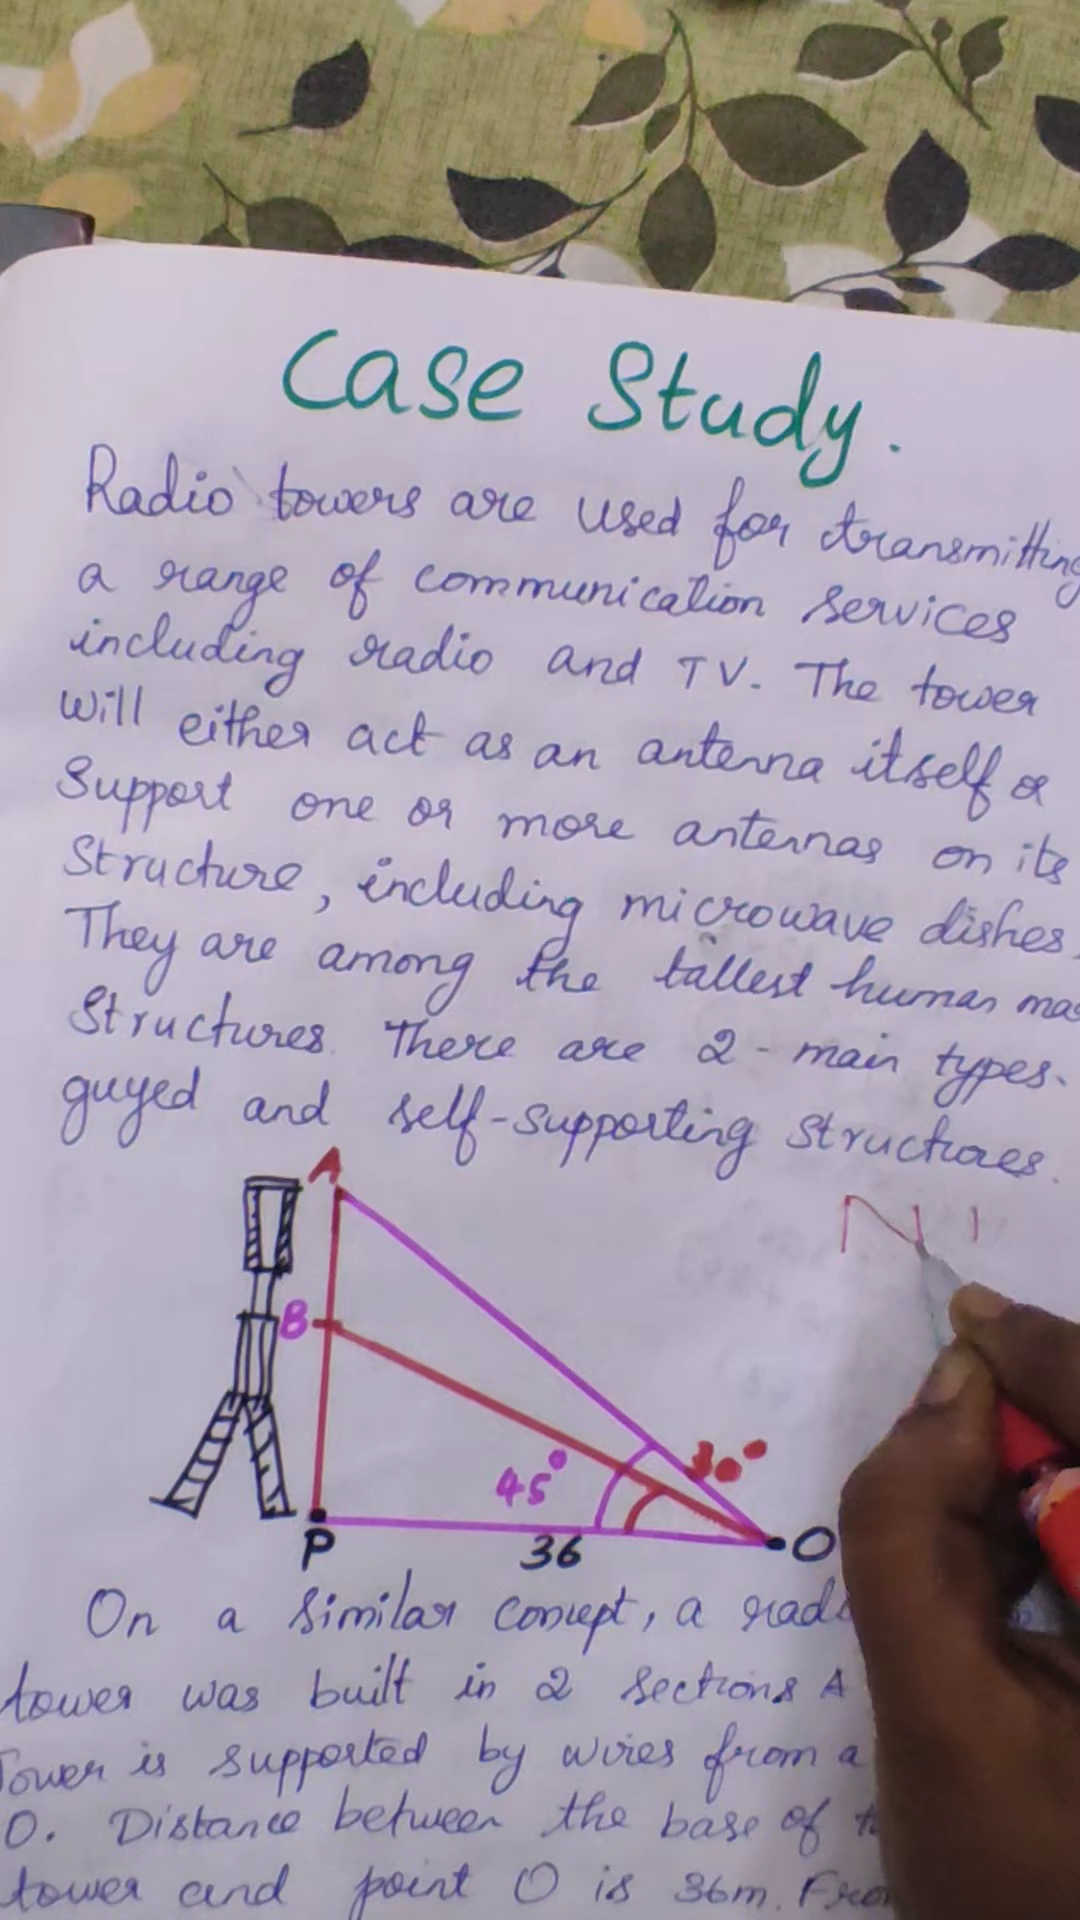 Case Study.
Radio towers are used for transmitting
a range of communication services
including radio and TV. The tower
will either act as an antenna itself or
Support one or more antennas on its
Structure, including microwave dishes.
They are among the tallest human
Structures. There are 2 - main types.
guyed and self-supporting structures.
A
B
45° 30°
P 36 O
On a similar concept, a
tower was built in 2 sections A
Tower is supported by wires from a
O. Distance between the base of
tower and point O is 36m.